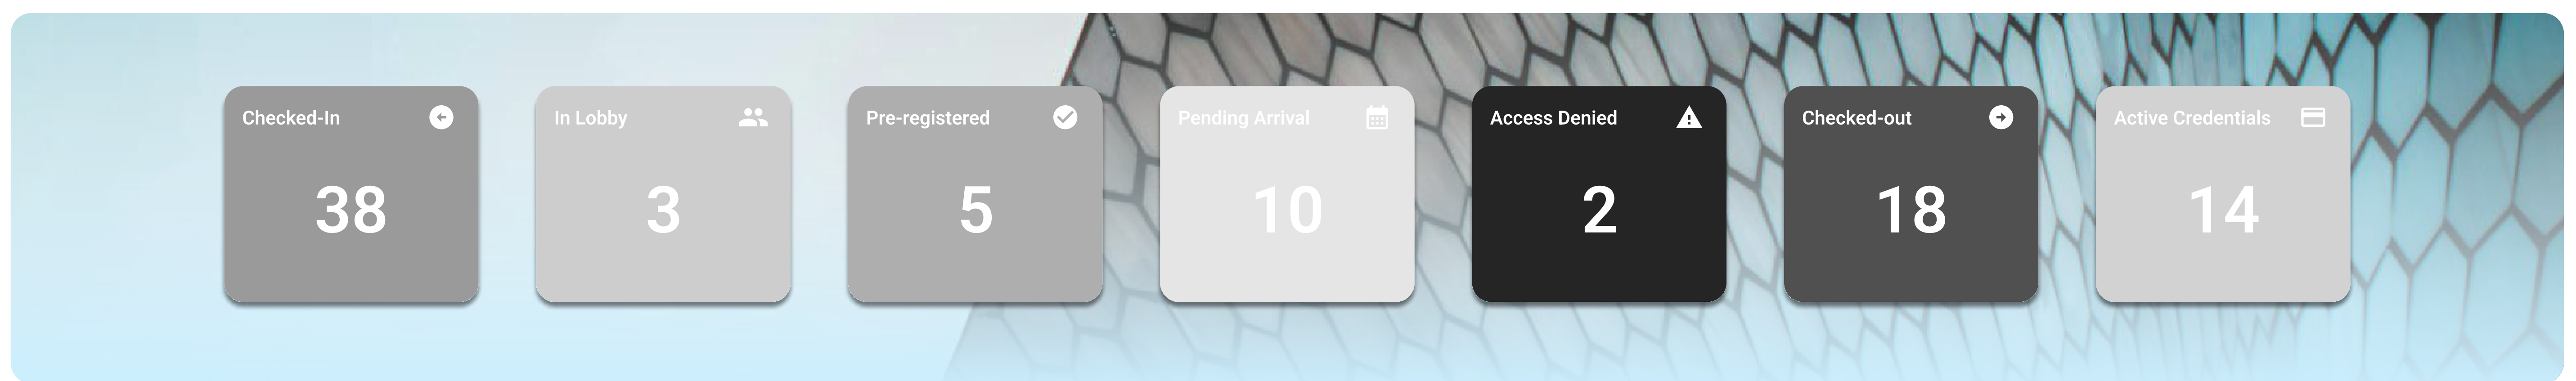 Checked-In
38
In Lobby
3
Pre-registered
5
Pending Arrival
10
Access Denied
2
Checked-out
18
Active Credentials
14